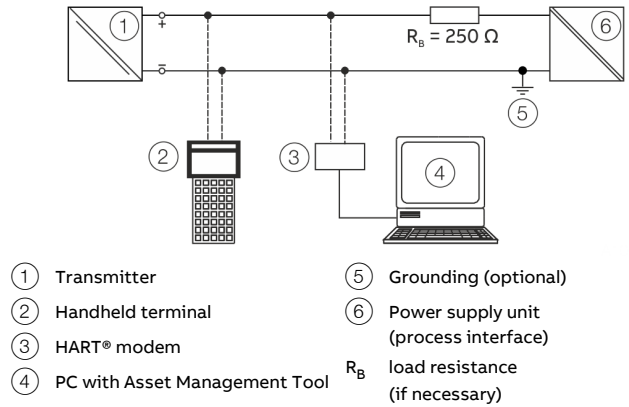 1
+
−
R_B = 250 Ω
6
5
2
3
4
1 Transmitter
2 Handheld terminal
3 HART® modem
4 PC with Asset Management Tool
5 Grounding (optional)
6 Power supply unit
(process interface)
R_B load resistance
(if necessary)